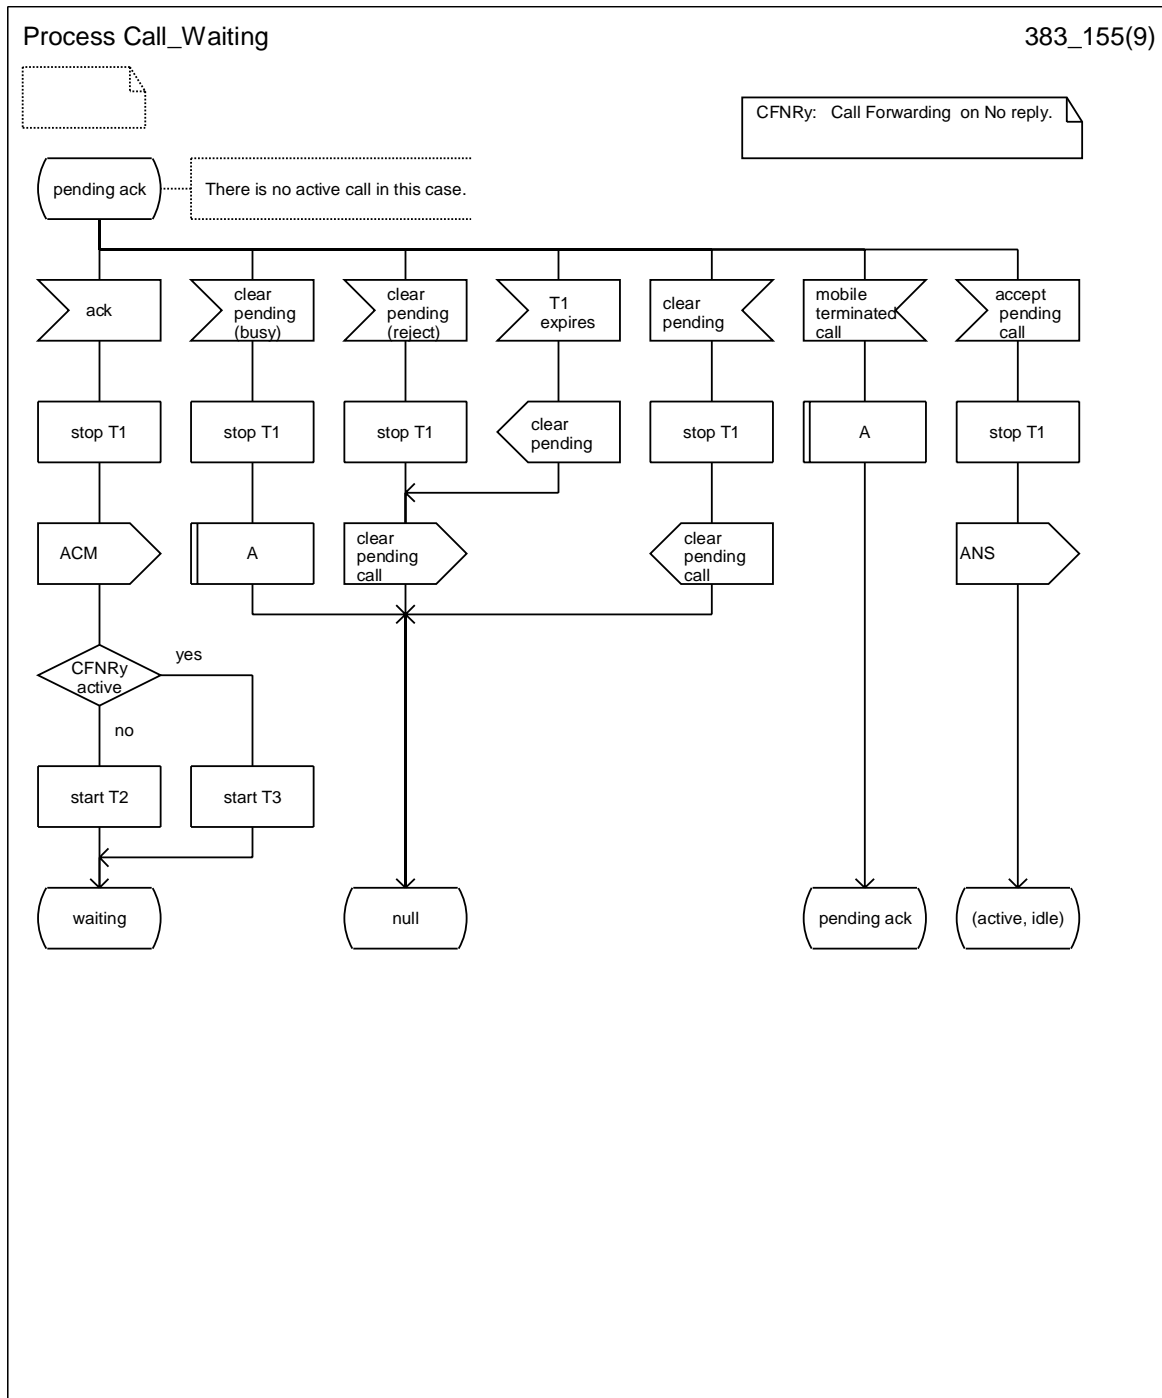 Process Call_Waiting
383_155(9)
CFNRy: Call Forwarding on No reply.
pending ack
There is no active call in this case.
ack
clear
pending
(busy)
clear
pending
(reject)
T1
expires
clear
pending
mobile
terminated
call
accept
pending
call
stop T1
stop T1
stop T1
clear
pending
stop T1
A
stop T1
ACM
A
clear
pending
call
clear
pending
call
ANS
CFNRy
active
yes
no
start T2
start T3
waiting
null
pending ack
(active, idle)